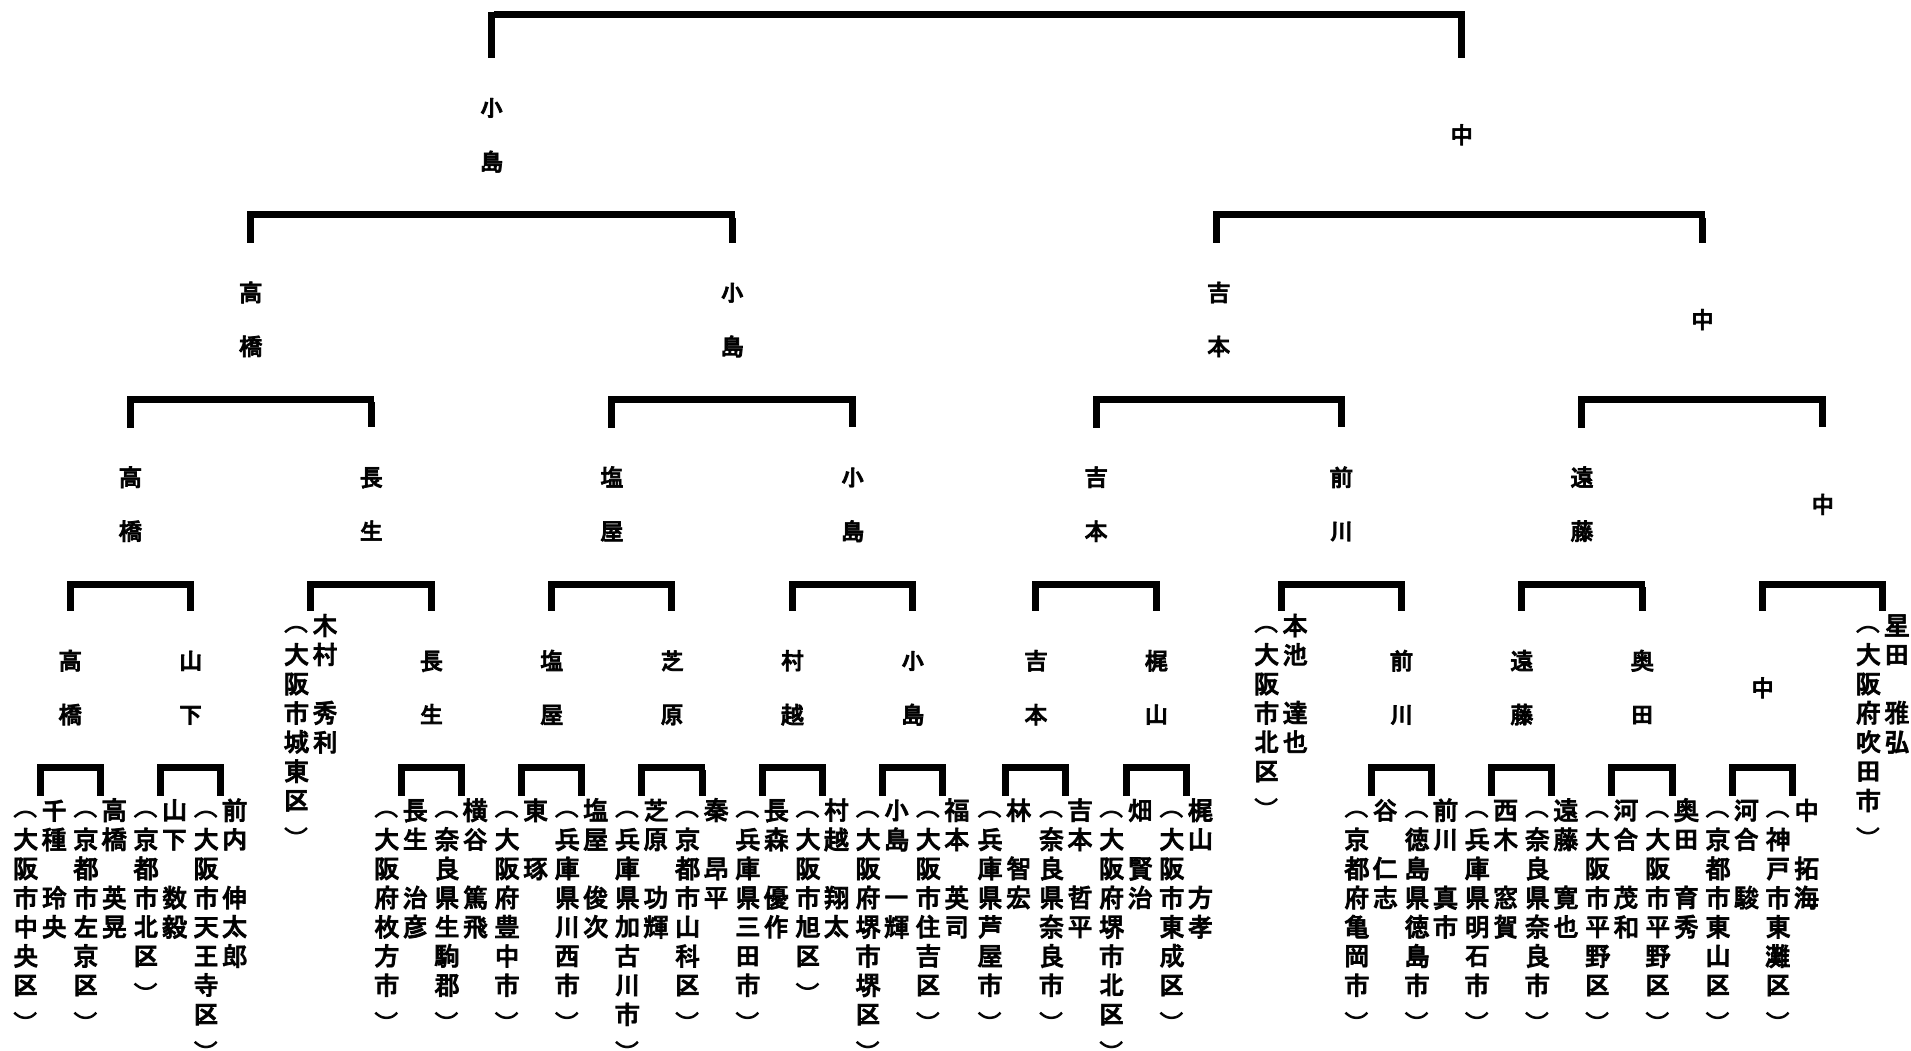 小島
中
高橋
小島
吉本
中
高橋
長生
塩屋
小島
吉本
前川
遠藤
中
高橋
山下
木村 秀利
（大阪市城東区）
長生
塩屋
芝原
村越
小島
吉本
梶山
本池 達也
（大阪市北区）
前川
遠藤
奥田
中
星田 雅弘
（大阪府吹田市）
千種 玲央
（大阪市中央区）
高橋 英晃
（京都市左京区）
山下 数毅
（京都市北区）
前内 伸太郎
（大阪市天王寺区）
長生 治彦
（大阪府枚方市）
横谷 篤飛
（奈良県生駒郡）
東 琢
（大阪府豊中市）
塩屋 俊次
（兵庫県川西市）
芝原 功輝
（兵庫県加古川市）
秦 昂平
（京都市山科区）
長森 優作
（兵庫県三田市）
村越 翔太
（大阪市旭区）
小島 一輝
（大阪府堺市堺区）
福本 英司
（大阪市住吉区）
林 智宏
（兵庫県芦屋市）
吉本 哲平
（奈良県奈良市）
畑 賢治
（大阪府堺市北区）
梶山 方孝
（大阪市東成区）
谷 仁志
（京都府亀岡市）
前川 真市
（徳島県徳島市）
西木 窓賀
（兵庫県明石市）
遠藤 寛也
（奈良県奈良市）
河合 茂和
（大阪市平野区）
奥田 育秀
（大阪市平野区）
河合 駿
（京都市東山区）
中 拓海
（神戸市東灘区）